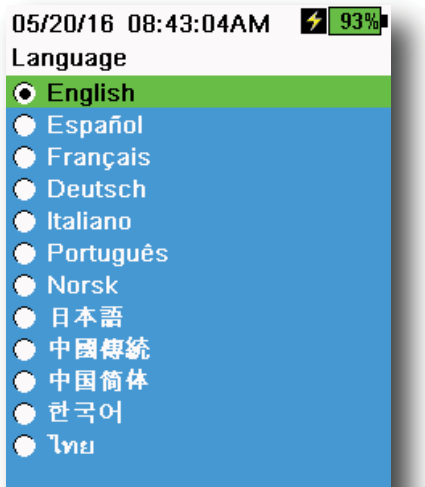 05/20/16 08:43:04AM 93%
Language
English
Español
Français
Deutsch
Italiano
Português
Norsk
日本語
中國傳統
中国简体
한국어
ไทย